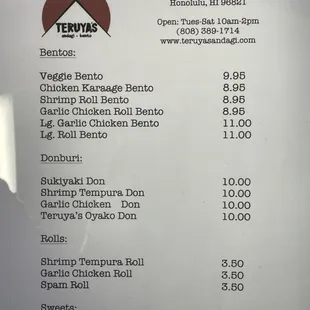 TERUYA'S
andagi - bento
Honolulu, HI 96821
Open: Tues-Sat 10am-2pm
(808) 389-1714
www.teruyasandagi.com
Bentos:
Veggie Bento 9.95
Chicken Karaage Bento 8.95
Shrimp Roll Bento 8.95
Garlic Chicken Roll Bento 8.95
Lg. Garlic Chicken Bento 11.00
Lg. Roll Bento 11.00
Donburi:
Sukiyaki Don 10.00
Shrimp Tempura Don 10.00
Garlic Chicken Don 10.00
Teruya's Oyako Don 10.00
Rolls:
Shrimp Tempura Roll 3.50
Garlic Chicken Roll 3.50
Spam Roll 3.50
Sweets: